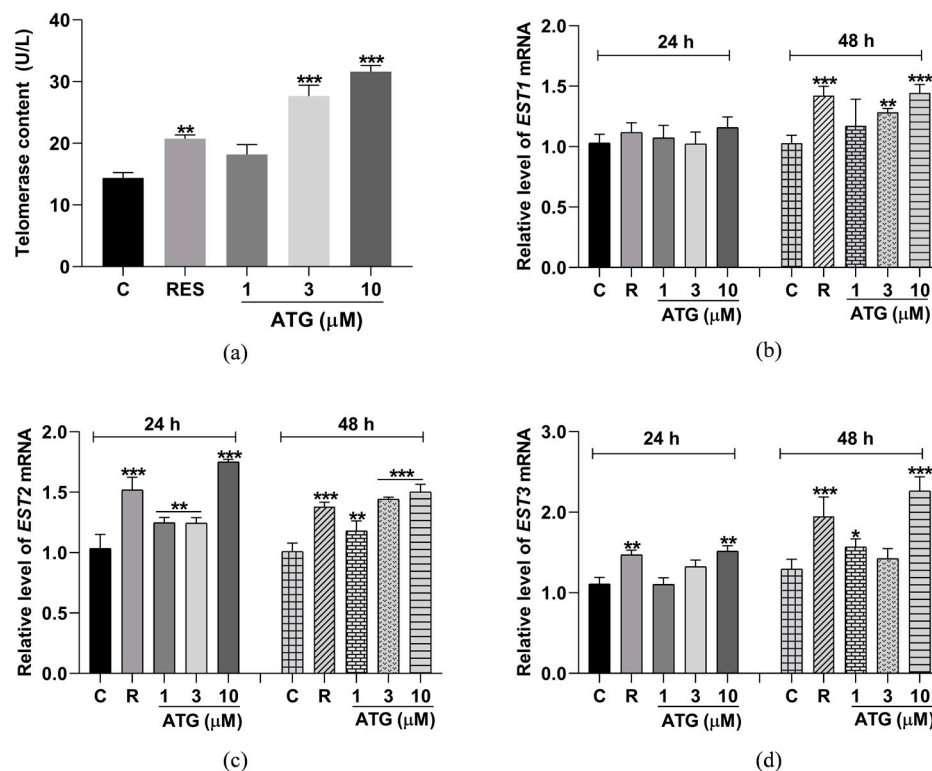 40
30
20
10
0
Telomerase content (U/L)
**
***
***
C RES 1 3 10
ATG (μM)
(a)
2.0
1.5
1.0
0.5
0.0
Relative level of EST1 mRNA
24 h 48 h
***
**
***
C R 1 3 10 C R 1 3 10
ATG (μM) ATG (μM)
(b)
2.0
1.5
1.0
0.5
0.0
Relative level of EST2 mRNA
24 h 48 h
***
**
***
***
**
***
C R 1 3 10 C R 1 3 10
ATG (μM) ATG (μM)
(c)
3.0
2.0
1.0
0.0
Relative level of EST3 mRNA
24 h 48 h
**
**
***
*
***
C R 1 3 10 C R 1 3 10
ATG (μM) ATG (μM)
(d)